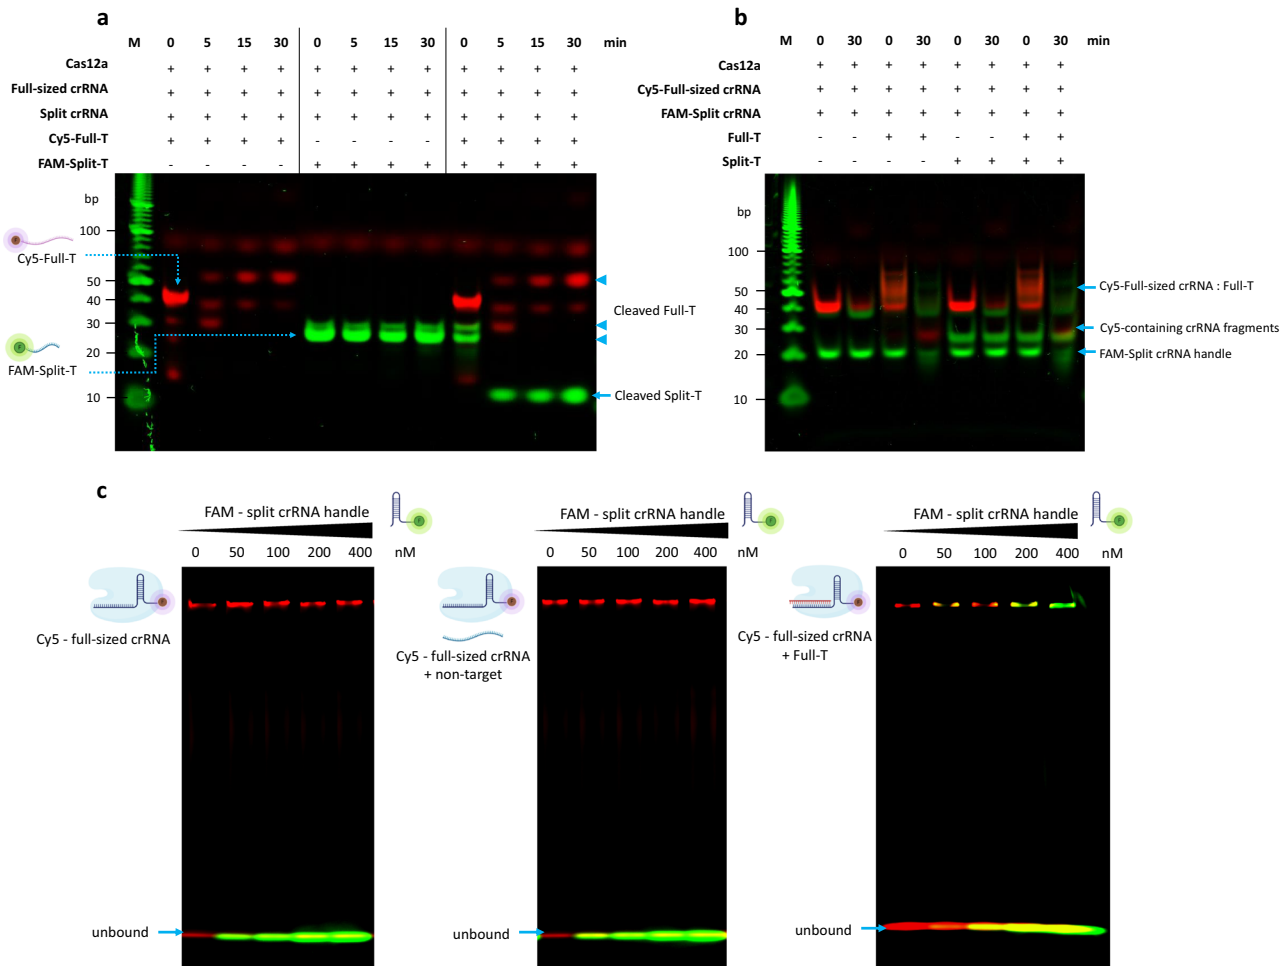 a
M 0 5 15 30 0 5 15 30 0 5 15 30 min
Cas12a + + + + + + + + + + + +
Full-sized crRNA + + + + + + + + + + + +
Split crRNA + + + + + + + + + + + +
Cy5-Full-T + + + + - - - - + + + +
FAM-Split-T - - - - + + + + + + + +
bp
100
50
40
30
20
10
Cy5-Full-T
FAM-Split-T
Cleaved Full-T
Cleaved Split-T
b
M 0 30 0 30 0 30 0 30 min
Cas12a + + + + + + + +
Cy5-Full-sized crRNA + + + + + + + +
FAM-Split crRNA + + + + + + + +
Full-T - - + + - - + +
Split-T - - - - + + + +
bp
100
50
40
30
20
10
Cy5-Full-sized crRNA : Full-T
Cy5-containing crRNA fragments
FAM-Split crRNA handle
c
FAM - split crRNA handle
0 50 100 200 400 nM
Cy5 - full-sized crRNA
unbound
FAM - split crRNA handle
0 50 100 200 400 nM
Cy5 - full-sized crRNA
+ non-target
unbound
FAM - split crRNA handle
0 50 100 200 400 nM
Cy5 - full-sized crRNA
+ Full-T
unbound